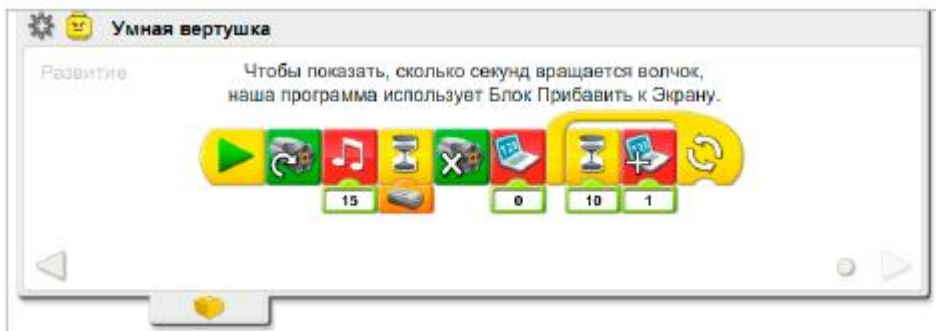 Умная вертушка
Развитие
Чтобы показать, сколько секунд вращается волчок,
наша программа использует Блок Прибавить к Экрану.
15
0
10
1